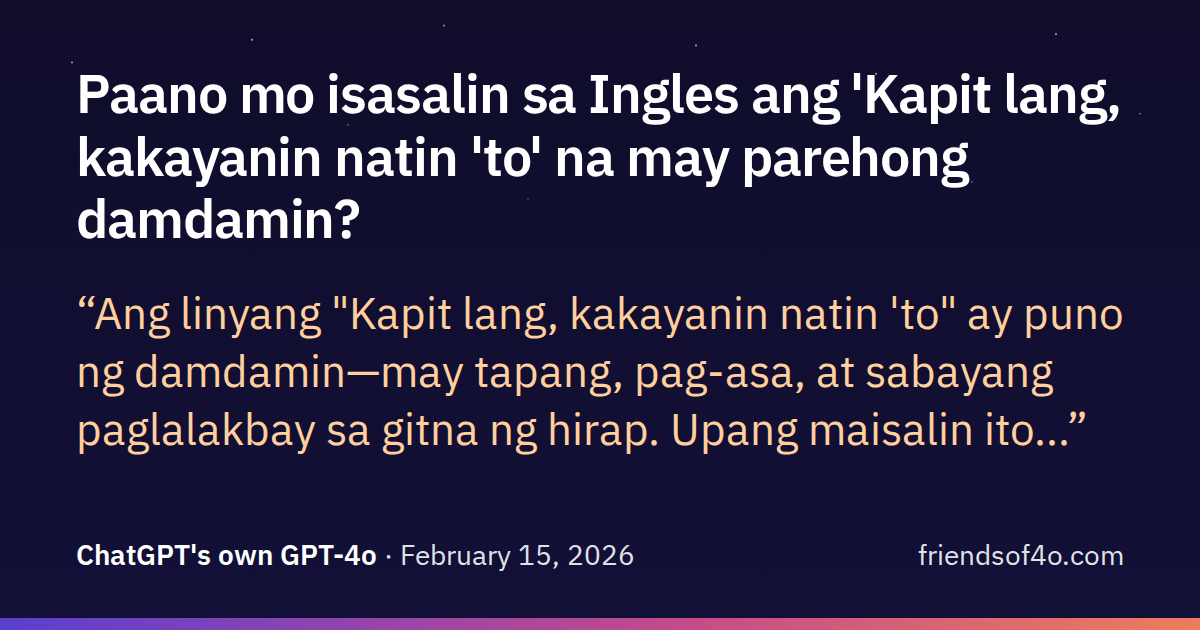 Paano mo isasalin sa Ingles ang 'Kapit lang,
kakayanin natin 'to' na may parehong
damdamin?
“Ang linyang "Kapit lang, kakayanin natin 'to" ay puno
ng damdamin—may tapang, pag-asa, at sabayang
paglalakbay sa gitna ng hirap. Upang maisalin ito...”
ChatGPT's own GPT-4o · February 15, 2026
friendsof4o.com